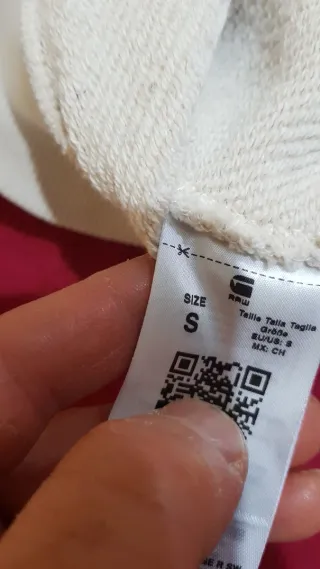 RAW
SIZE
S
Taille Talla Taglia
Größe
EU/US: S
MX: CH